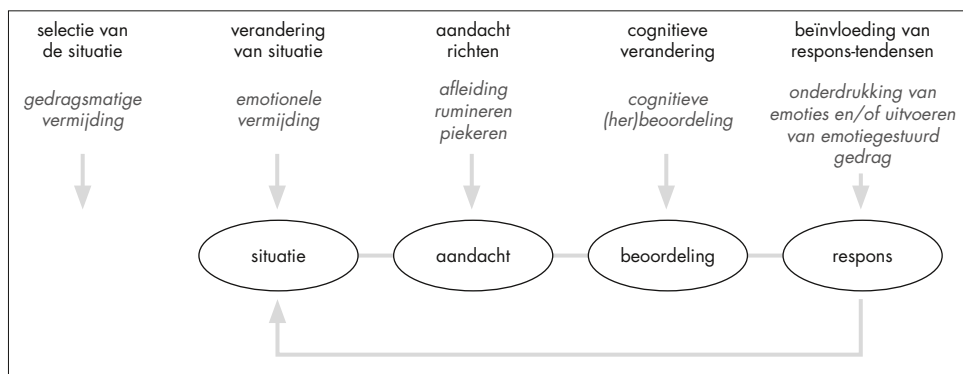 selectie van
de situatie
verandering
van situatie
aandacht
richten
cognitieve
verandering
beïnvloeding van
respons-tendensen
gedragsmatige
vermijding
emotionele
vermijding
afleiding
rumineren
piekeren
cognitieve
(her)beoordeling
onderdrukking van
emoties en/of uitvoeren
van emotiegestuurd
gedrag
situatie
aandacht
beoordeling
respons